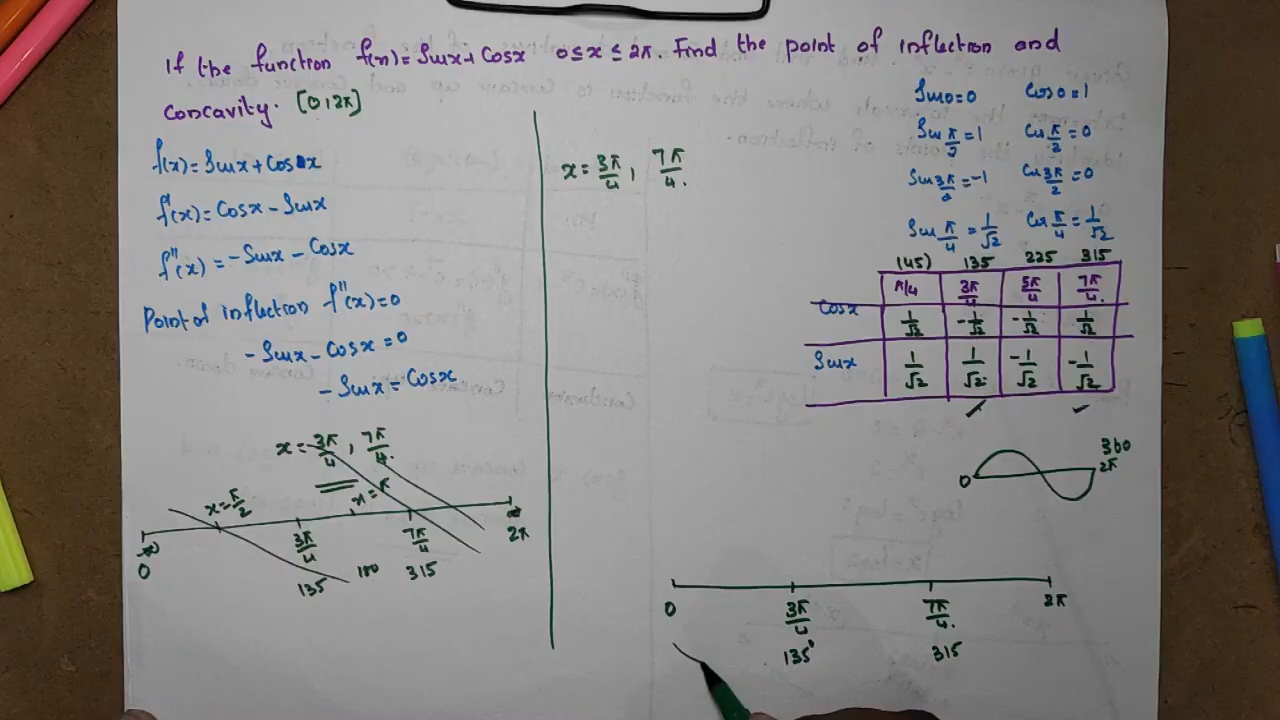 If the function f(x)= Sinx + Cosx 0≤x≤2π. Find the point of inflection and
concavity. [0,2π]
f(x)= Sinx + Cosx
f'(x)= Cosx - Sinx
f''(x) = -Sinx - Cosx
Point of inflection f''(x)=0
-Sinx - Cosx = 0
-Sinx = Cosx
x = 3π/4, 7π/4.
x=π/2 x=π
0 3π/4 7π/4 2π
135 180 315
x = 3π/4, 7π/4.
Sin0=0 Cos0=1
Sin π/2 = 1 Cos π/2 = 0
Sin 3π/2 = -1 Cos 3π/2 = 0
Sin π/4 = 1/√2 Cos π/4 = 1/√2
(45) 135 225 315
π/4 3π/4 5π/4 7π/4.
Cosx 1/√2 -1/√2 -1/√2 1/√2
Sinx 1/√2 1/√2 -1/√2 -1/√2
360
0 2π
0 3π/4 7π/4. 2π
135° 315